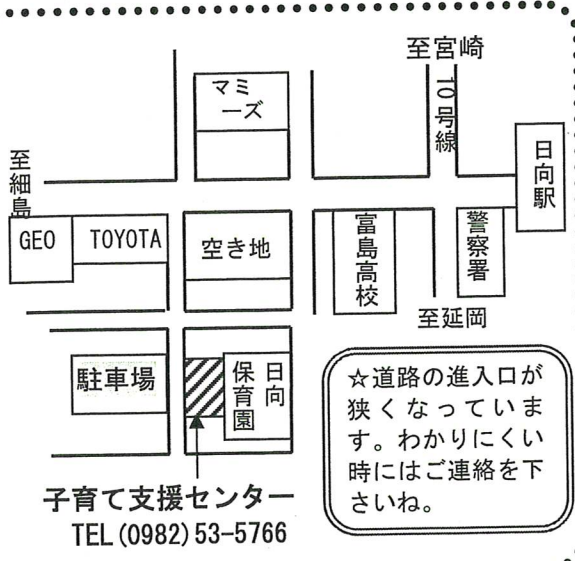 至宮崎
マミ
ーズ
10号線
日向駅
至細島
GEO
TOYOTA
空き地
富島高校
警察署
至延岡
駐車場
保育園
日向
☆道路の進入口が
狭くなっていま
す。わかりにくい
時にはご連絡を下
さいね。
子育て支援センター
TEL(0982)53-5766